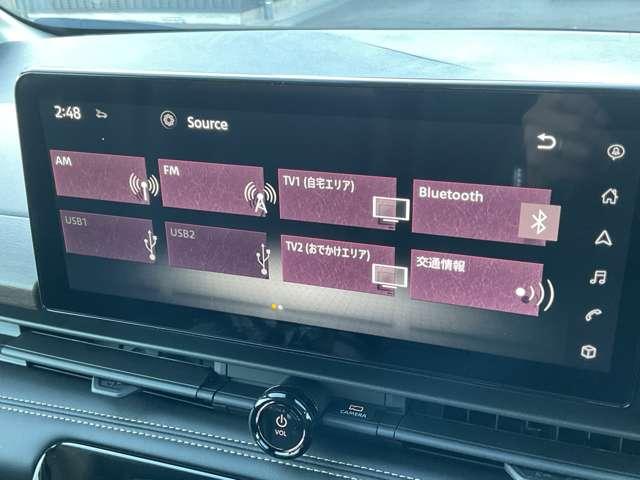 2:48
Source
AM
FM
TV1 (自宅エリア)
Bluetooth
USB1
USB2
TV2 (おでかけエリア)
交通情報
VOL
CAMERA